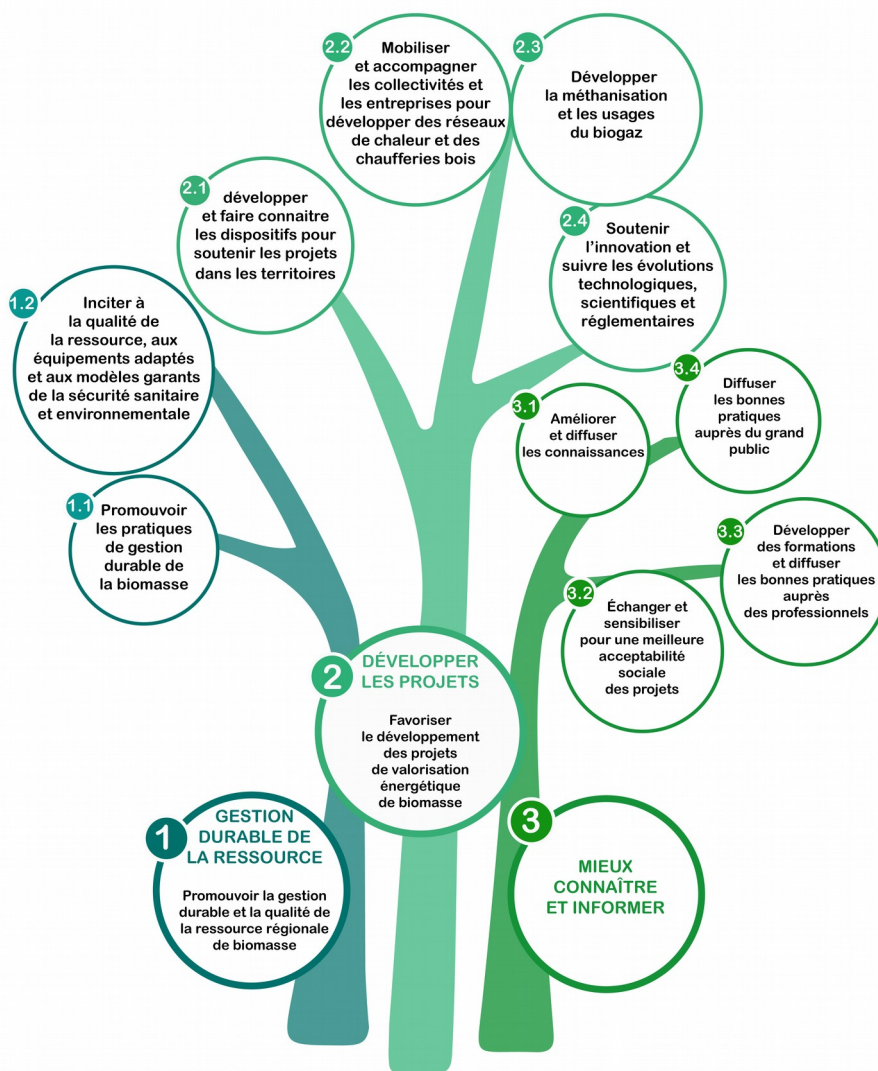 2.2
Mobiliser
et accompagner
les collectivités et
les entreprises pour
développer des réseaux
de chaleur et des
chaufferies bois
2.3
Développer
la méthanisation
et les usages
du biogaz
2.1
développer
et faire connaitre
les dispositifs pour
soutenir les projets
dans les territoires
2.4
Soutenir
l'innovation et
suivre les évolutions
technologiques,
scientifiques et
réglementaires
1.2
Inciter à
la qualité de
la ressource, aux
équipements adaptés
et aux modèles garants
de la sécurité sanitaire
et environnementale
3.4
Diffuser
les bonnes
pratiques
auprès du grand
public
3.1
Améliorer
et diffuser
les connaissances
1.1
Promouvoir
les pratiques
de gestion
durable de
la biomasse
3.3
Développer
des formations
et diffuser
les bonnes pratiques
auprès
des professionnels
3.2
Échanger et
sensibiliser
pour une meilleure
acceptabilité
sociale
des projets
2
DÉVELOPPER
LES PROJETS
Favoriser
le développement
des projets
de valorisation
énergétique
de biomasse
1
GESTION
DURABLE DE
LA RESSOURCE
Promouvoir la gestion
durable et la qualité de
la ressource régionale
de biomasse
3
MIEUX
CONNAÎTRE
ET INFORMER